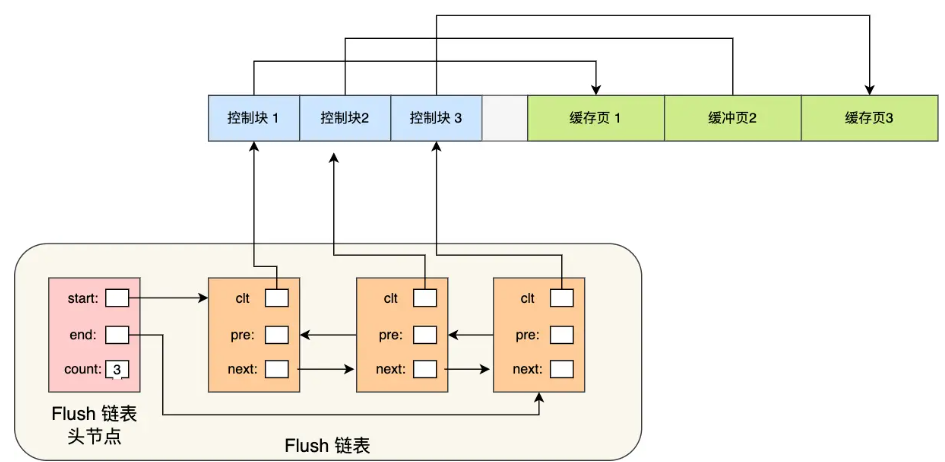 控制块 1
控制块2
控制块 3
缓存页 1
缓冲页2
缓存页3
start:
end:
count: 3
clt
pre:
next:
clt
pre:
next:
clt
pre:
next:
Flush 链表
头节点
Flush 链表